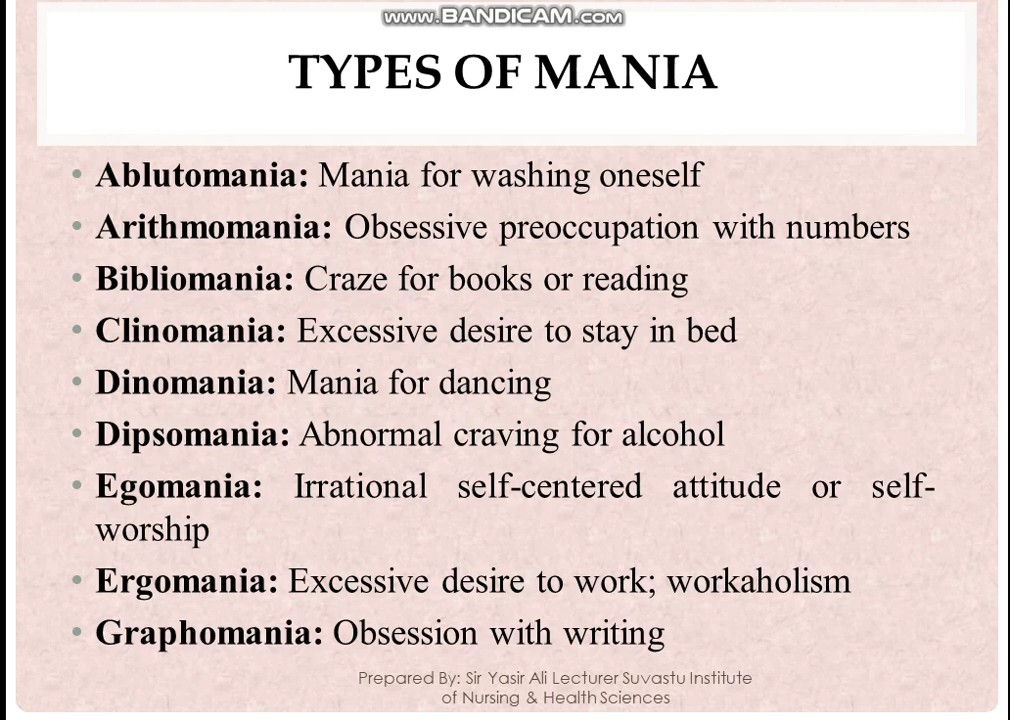 www.BANDICAM.com
TYPES OF MANIA
• Ablutomania: Mania for washing oneself
• Arithmomania: Obsessive preoccupation with numbers
• Bibliomania: Craze for books or reading
• Clinomania: Excessive desire to stay in bed
• Dinomania: Mania for dancing
• Dipsomania: Abnormal craving for alcohol
• Egomania: Irrational self-centered attitude or self-
worship
• Ergomania: Excessive desire to work; workaholism
• Graphomania: Obsession with writing
Prepared By: Sir Yasir Ali Lecturer Suvastu Institute
of Nursing & Health Sciences